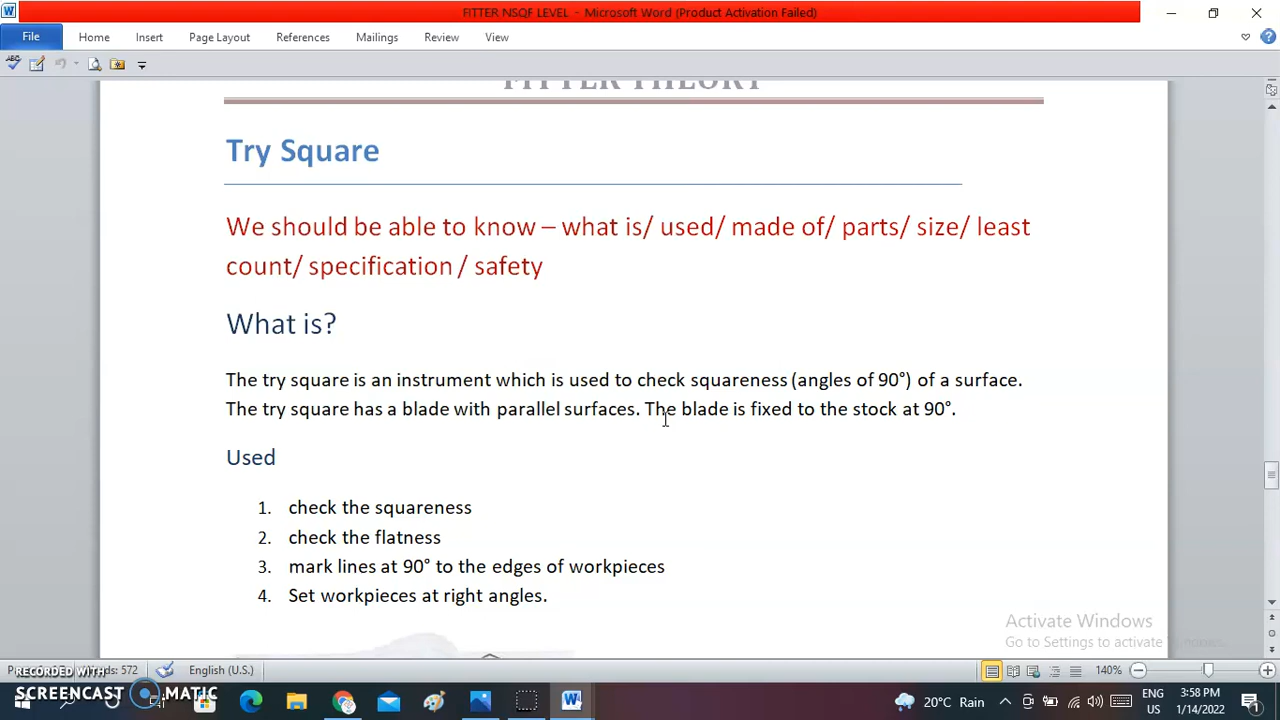 FITTER NSQF LEVEL - Microsoft Word (Product Activation Failed)
File Home Insert Page Layout References Mailings Review View
FITTER THEORY
Try Square
We should be able to know – what is/ used/ made of/ parts/ size/ least
count/ specification / safety
What is?
The try square is an instrument which is used to check squareness (angles of 90°) of a surface.
The try square has a blade with parallel surfaces. The blade is fixed to the stock at 90°.
Used
1. check the squareness
2. check the flatness
3. mark lines at 90° to the edges of workpieces
4. Set workpieces at right angles.
Activate Windows
Go to Settings to activate Windows.
RECORDED WITH
572 English (U.S.) 140%
SCREENCAST MATIC
20°C Rain ENG US 3:58 PM 1/14/2022